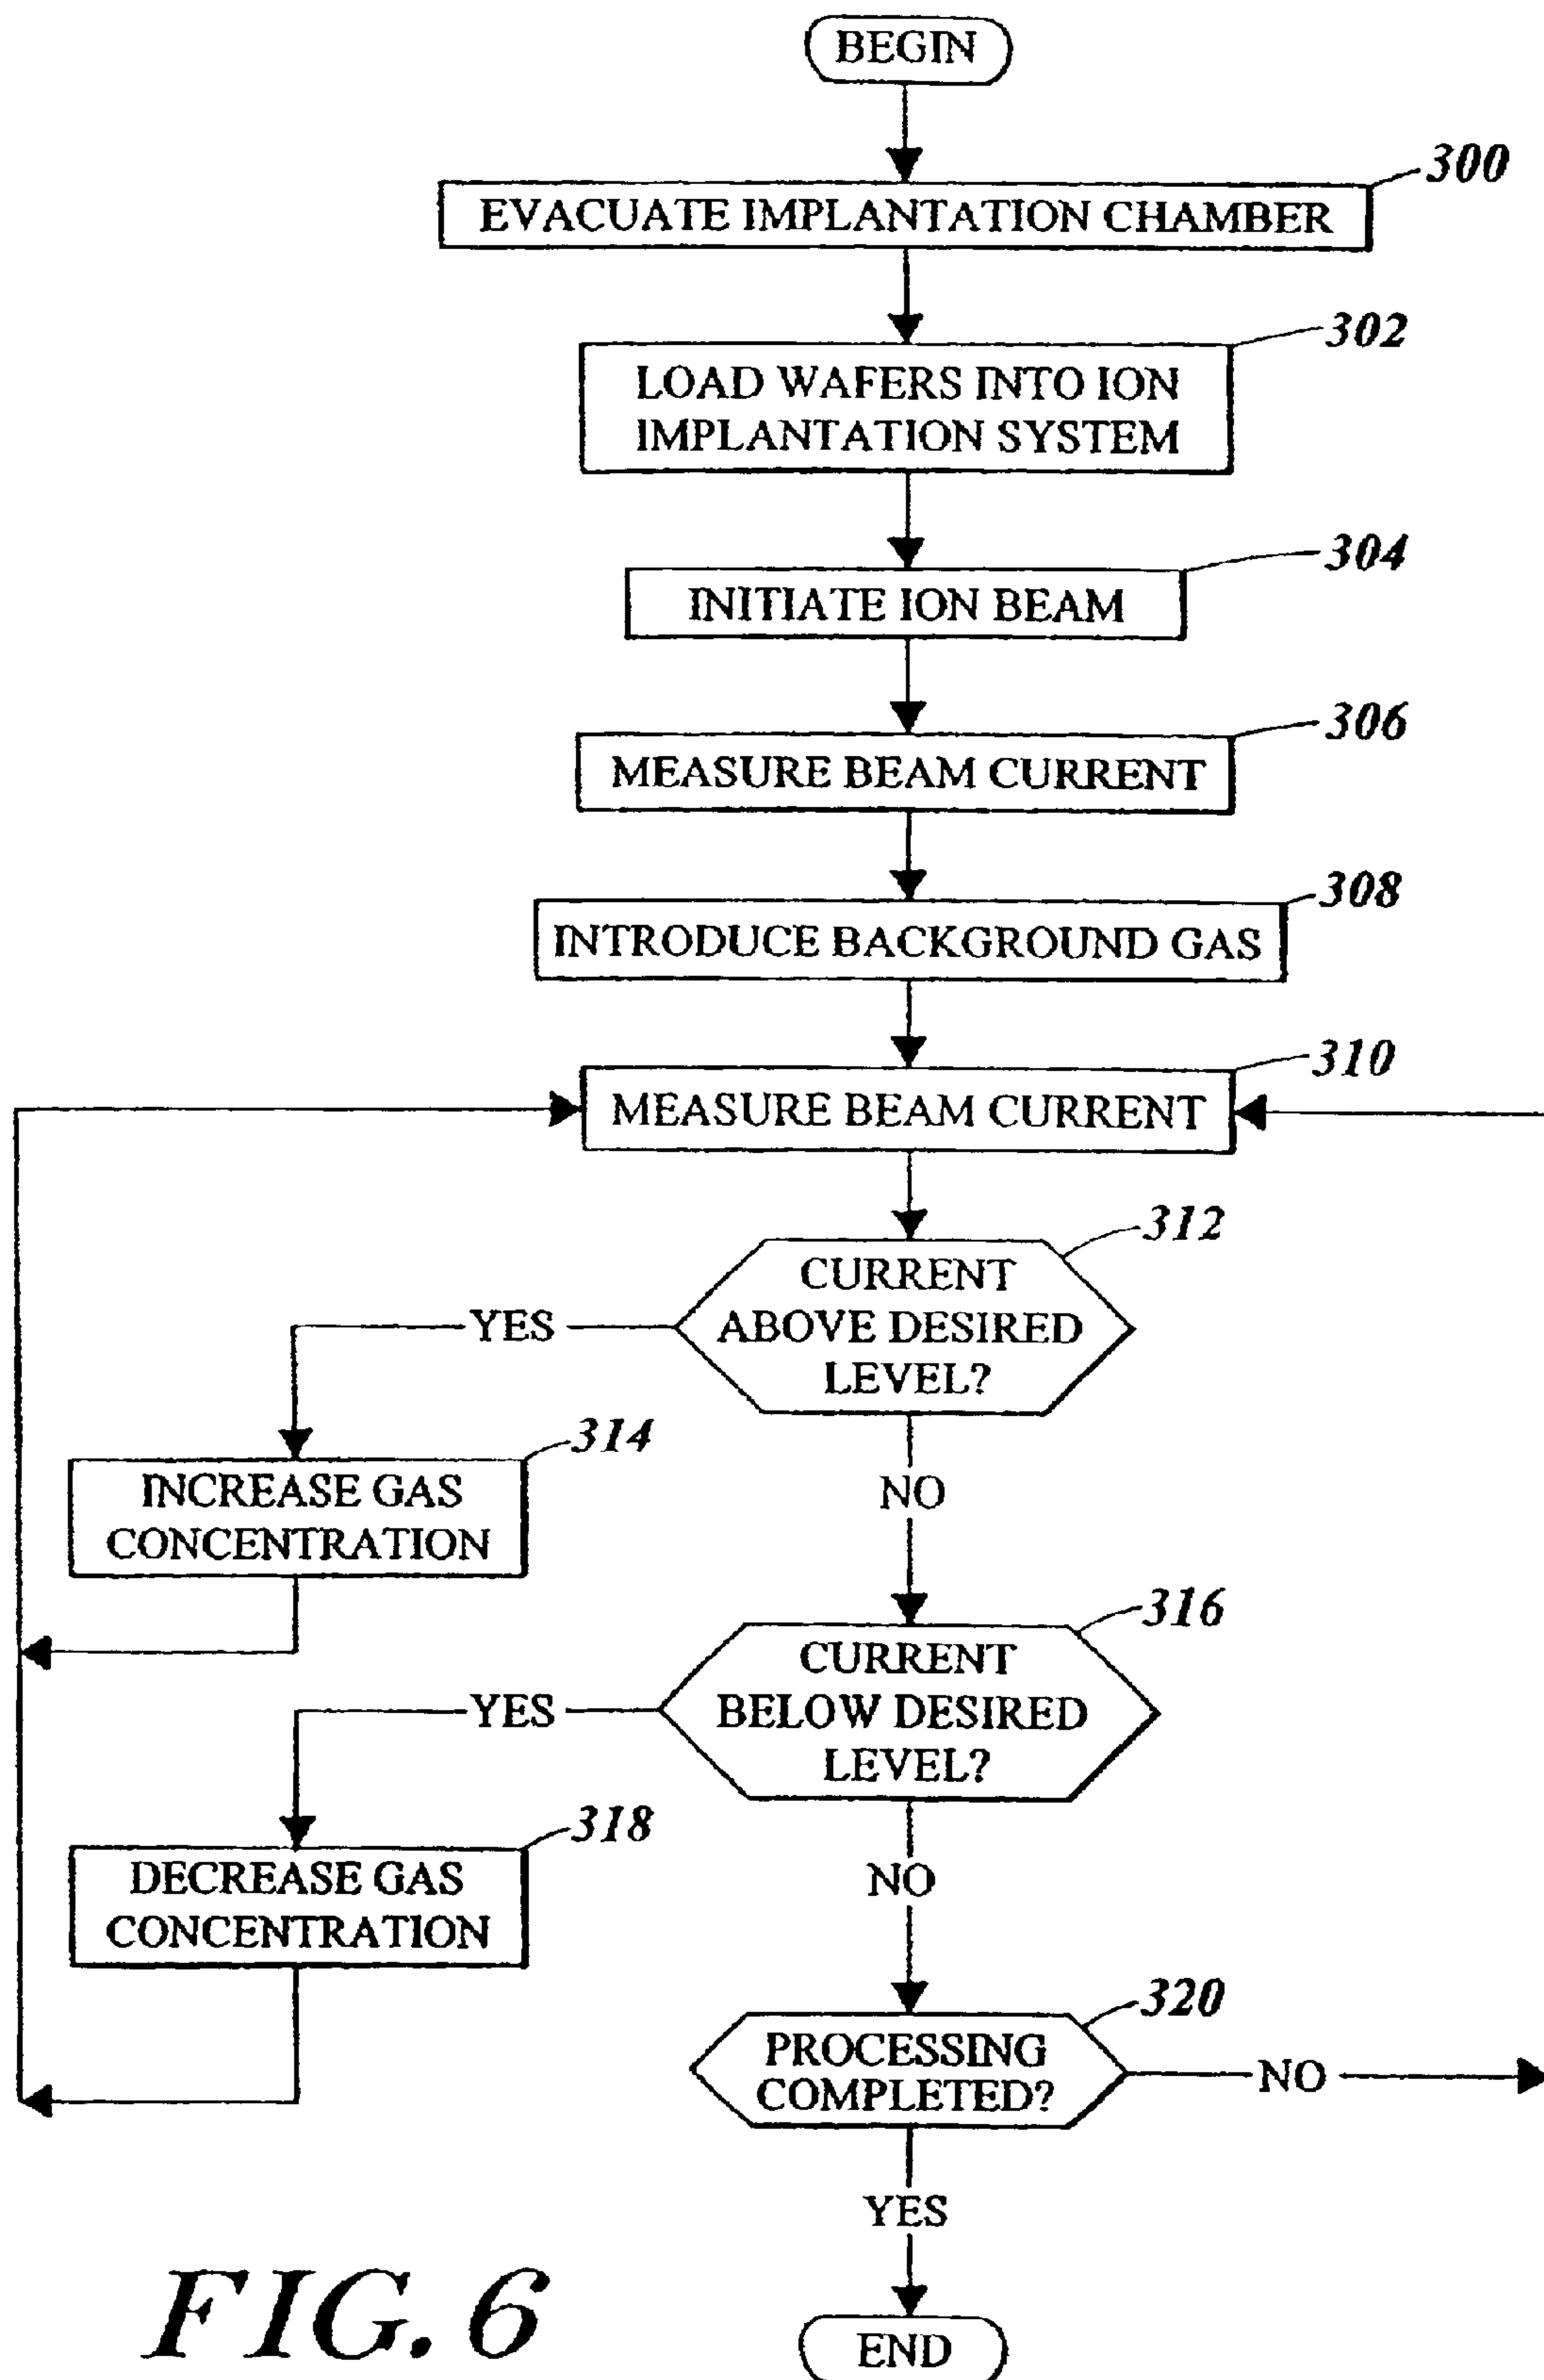 BEGIN
300
EVACUATE IMPLANTATION CHAMBER
302
LOAD WAFERS INTO ION
IMPLANTATION SYSTEM
304
INITIATE ION BEAM
306
MEASURE BEAM CURRENT
308
INTRODUCE BACKGROUND GAS
310
MEASURE BEAM CURRENT
312
CURRENT
ABOVE DESIRED
LEVEL?
YES
314
INCREASE GAS
CONCENTRATION
NO
316
CURRENT
BELOW DESIRED
LEVEL?
YES
318
DECREASE GAS
CONCENTRATION
NO
320
PROCESSING
COMPLETED?
NO
YES
END
FIG. 6